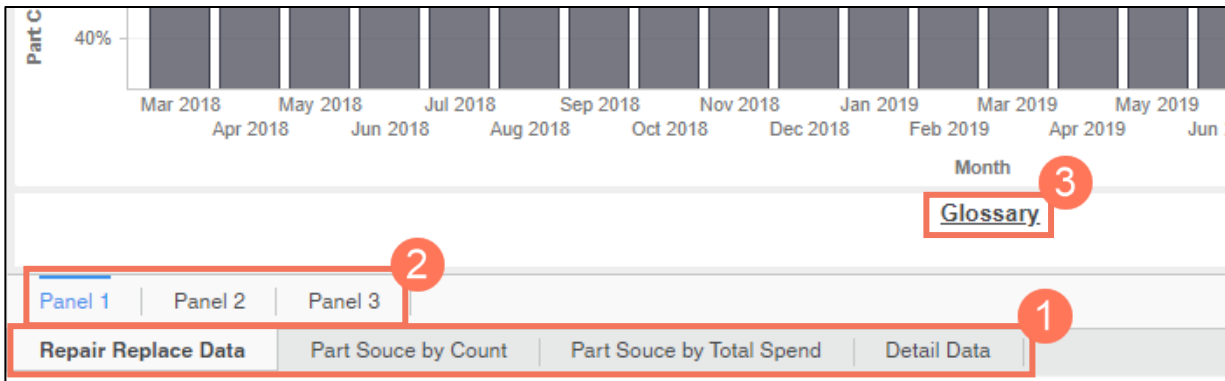 Part C
40%
Mar 2018 May 2018 Jul 2018 Sep 2018 Nov 2018 Jan 2019 Mar 2019 May 2019
Apr 2018 Jun 2018 Aug 2018 Oct 2018 Dec 2018 Feb 2019 Apr 2019 Jun
Month
3
Glossary
2
Panel 1 Panel 2 Panel 3
1
Repair Replace Data Part Souce by Count Part Souce by Total Spend Detail Data